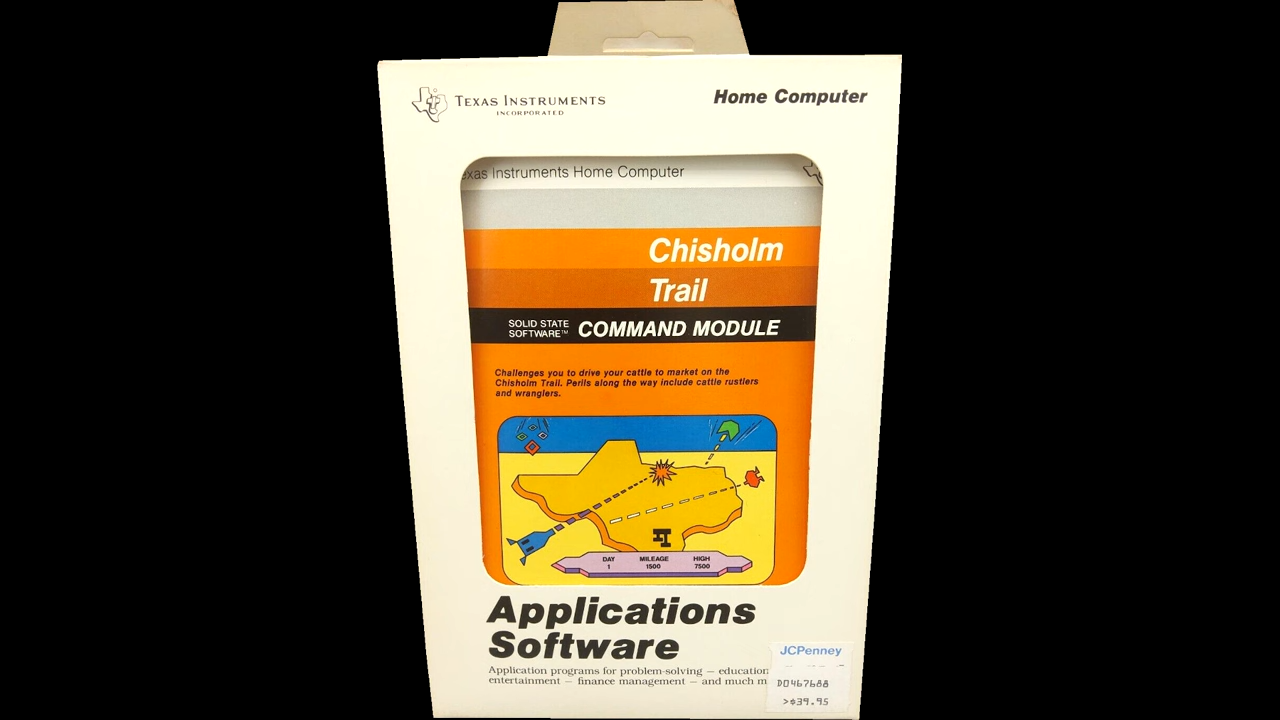 TEXAS INSTRUMENTS
INCORPORATED
Home Computer
exas Instruments Home Computer
Chisholm
Trail
SOLID STATE
SOFTWARE™
COMMAND MODULE
Challenges you to drive your cattle to market on the
Chisholm Trail. Perils along the way include cattle rustlers
and wranglers.
DAY MILEAGE HIGH
1 1500 7500
Applications
Software
Application programs for problem-solving — education
entertainment — finance management — and much m
JCPenney
D0467688
>$39.95